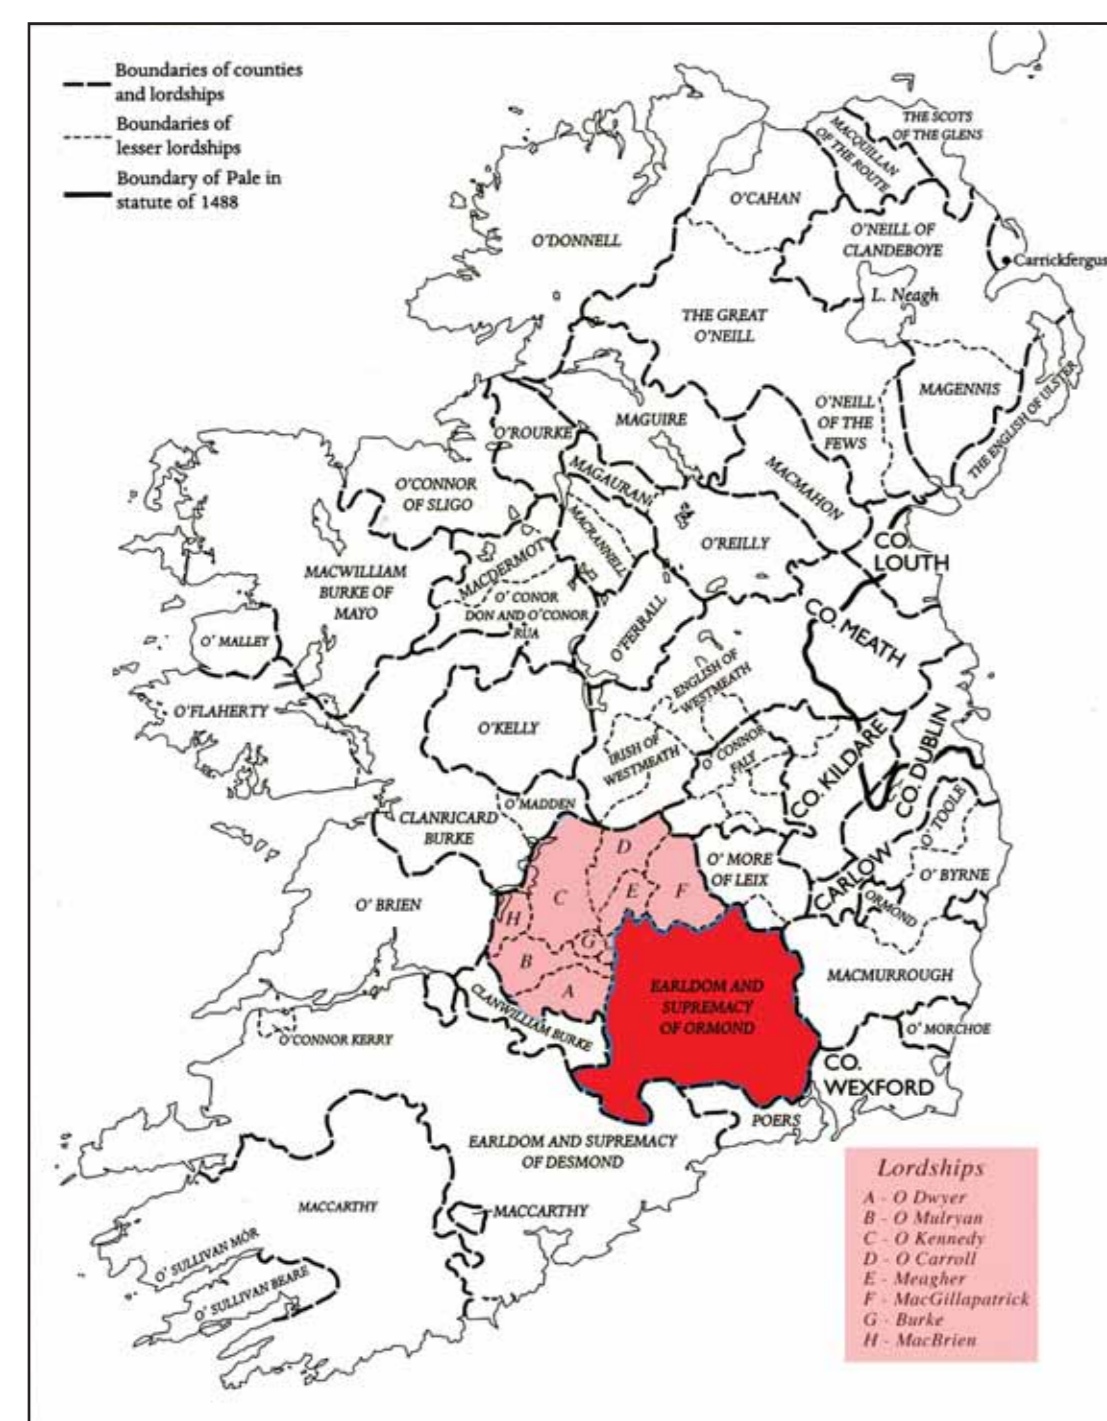 Boundaries of counties
and lordships
Boundaries of
lesser lordships
Boundary of Pale in
statute of 1488
THE SCOTS
OF THE GLENS
MACQUILLAN
OF THE ROUTE
O'CAHAN
O'DONNELL
O'NEILL OF
CLANDEBOYE
Carrickfergus
L. Neagh
THE GREAT
O'NEILL
MAGENNIS
THE ENGLISH OF ULSTER
O'NEILL
OF THE
FEWS
MAGUIRE
O'ROURKE
MAGAURAN
MACMAHON
O'CONNOR
OF SLIGO
MACRANNELL
O'REILLY
CO.
LOUTH
MACWILLIAM
BURKE OF
MAYO
MACDERMOT
O' CONOR
DON AND O'CONOR
RUA
O'FERRALL
CO. MEATH
O' MALLEY
O'FLAHERTY
O'KELLY
ENGLISH OF
WESTMEATH
IRISH OF
WESTMEATH
O' CONNOR
FALY
CO. KILDARE
CO. DUBLIN
O' MADDEN
CLANRICARD
BURKE
O' TOOLE
D
O' MORE
OF LEIX
CARLOW
O' BYRNE
O' BRIEN
C
E
F
ORMOND
H
G
B
A
MACMURROUGH
EARLDOM AND
SUPREMACY
OF ORMOND
CLANWILLIAM BURKE
O'CONNOR KERRY
O' MORCHOE
CO.
WEXFORD
POERS
EARLDOM AND SUPREMACY
OF DESMOND
MACCARTHY
MACCARTHY
O' SULLIVAN MÓR
O' SULLIVAN BEARE
Lordships
A - O Dwyer
B - O Mulryan
C - O Kennedy
D - O Carroll
E - Meagher
F - MacGillapatrick
G - Burke
H - MacBrien